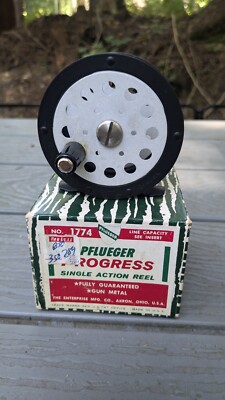 NO. 1774
PFLUEGER
LINE CAPACITY
SEE INSERT
PFLUEGER
PROGRESS
SINGLE ACTION REEL
★FULLY GUARANTEED
★GUN METAL
THE ENTERPRISE MFG. CO., AKRON, OHIO, U.S.A.